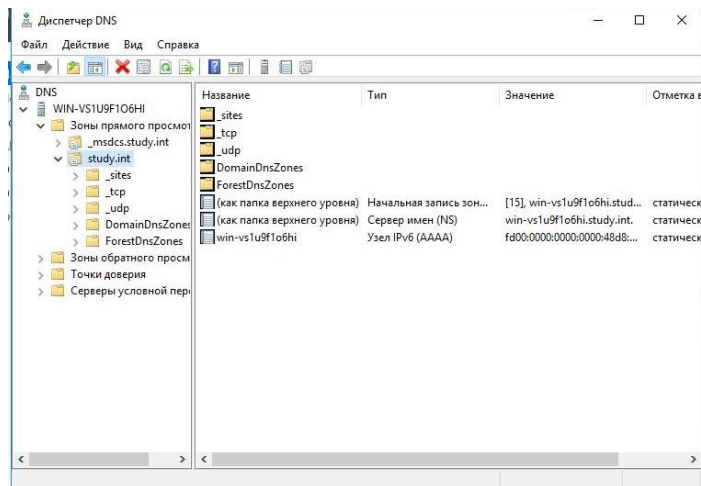 Диспетчер DNS
Файл Действие Вид Справка
DNS
WIN-VS1U9F1O6HI
Зоны прямого просмот
_msdcs.study.int
study.int
_sites
_tcp
_udp
DomainDnsZones
ForestDnsZones
Зоны обратного просм
Точки доверия
Серверы условной пере
Название Тип Значение Отметка в
_sites
_tcp
_udp
DomainDnsZones
ForestDnsZones
(как папка верхнего уровня) Начальная запись зон... [15], win-vs1u9f1o6hi.stud... статическ
(как папка верхнего уровня) Сервер имен (NS) win-vs1u9f1o6hi.study.int. статическ
win-vs1u9f1o6hi Узел IPv6 (AAAA) fd00:0000:0000:0000:48d8:... статическ